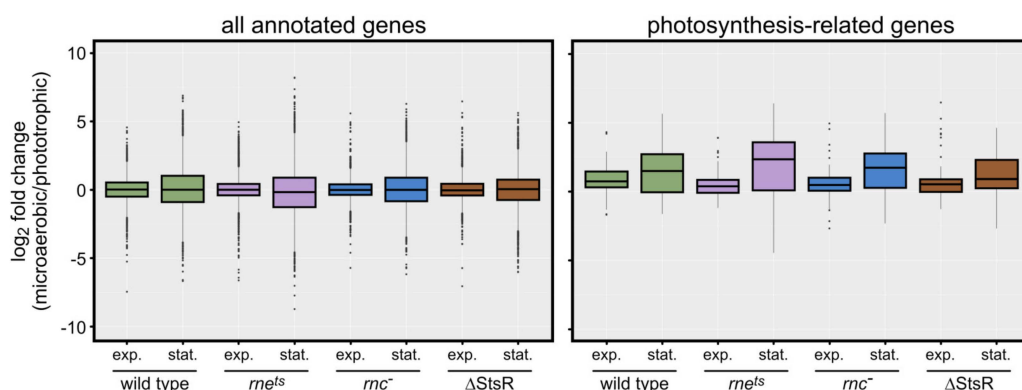 all annotated genes
photosynthesis-related genes
log₂ fold change
(microaerobic/phototrophic)
10
5
0
-5
-10
exp. stat. exp. stat. exp. stat. exp. stat.
wild type rneᵗˢ rnc⁻ ΔStsR
exp. stat. exp. stat. exp. stat. exp. stat.
wild type rneᵗˢ rnc⁻ ΔStsR